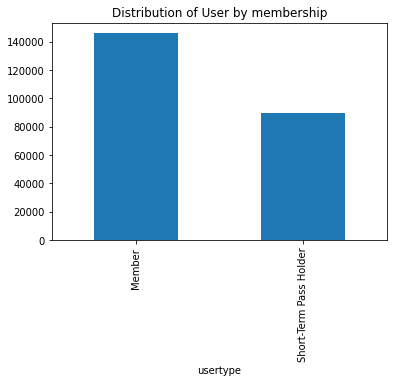 Distribution of User by membership
140000
120000
100000
80000
60000
40000
20000
0
Member
Short-Term Pass Holder
usertype